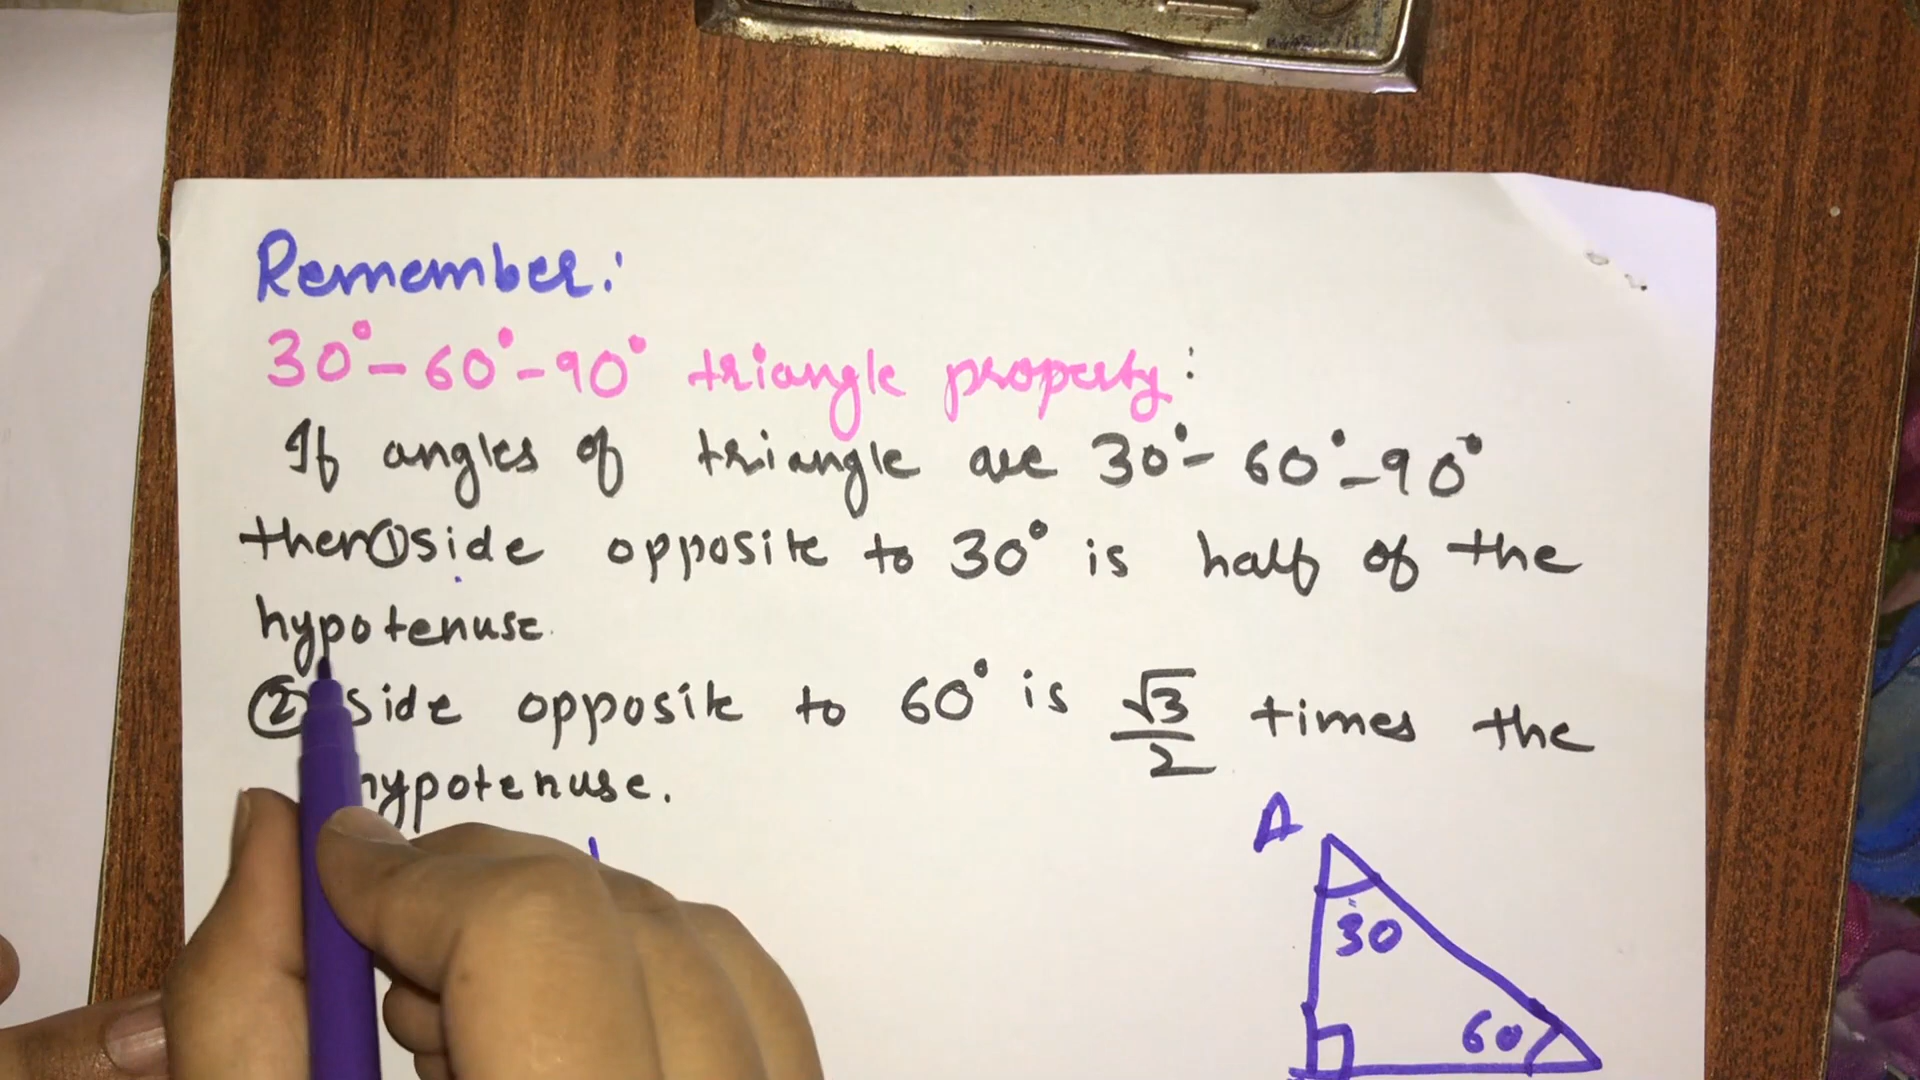 Remember:
30°-60°-90° triangle property:
If angles of triangle are 30°-60°-90°
then ① side opposite to 30° is half of the
hypotenuse.
② side opposite to 60° is √3/2 times the
hypotenuse.
A
30
60